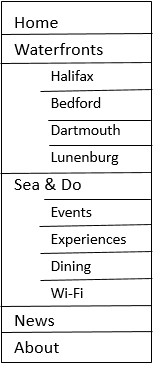 Home
Waterfronts
Halifax
Bedford
Dartmouth
Lunenburg
Sea & Do
Events
Experiences
Dining
Wi-Fi
News
About